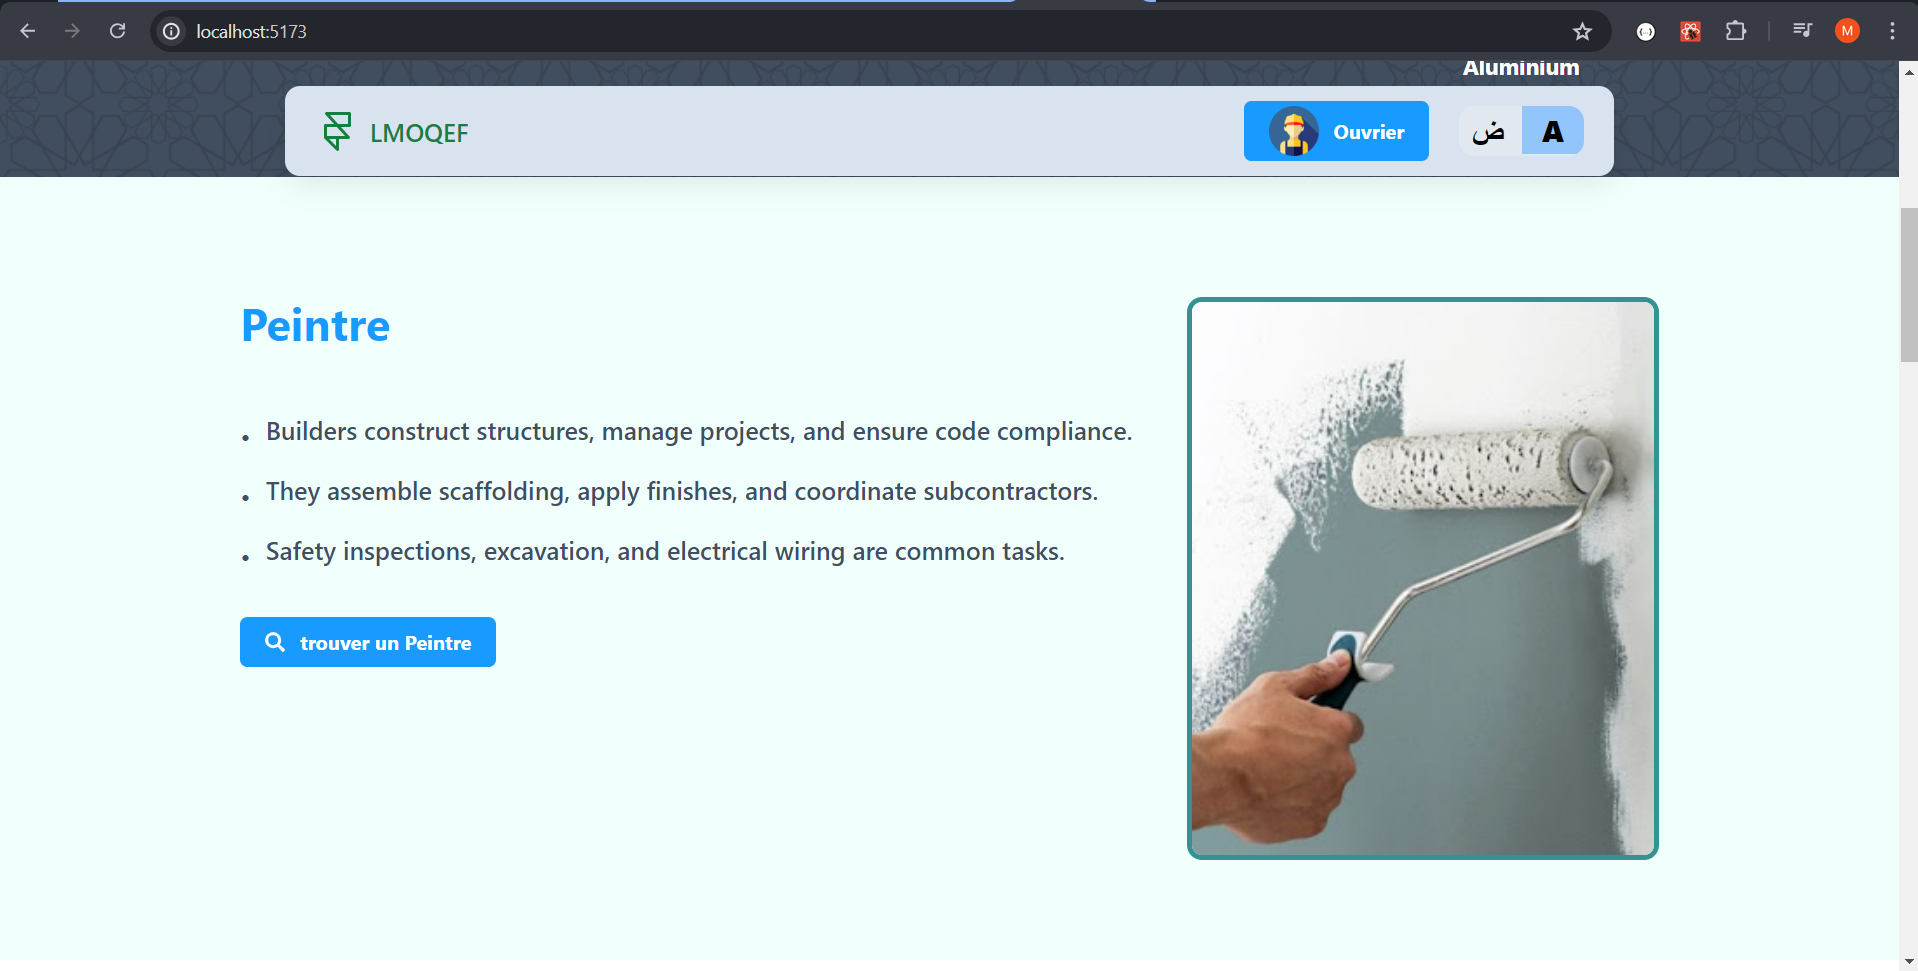 localhost:5173
M
Aluminium
LMOQEF
Ouvrier
ض
A
Peintre
• Builders construct structures, manage projects, and ensure code compliance.
• They assemble scaffolding, apply finishes, and coordinate subcontractors.
• Safety inspections, excavation, and electrical wiring are common tasks.
trouver un Peintre